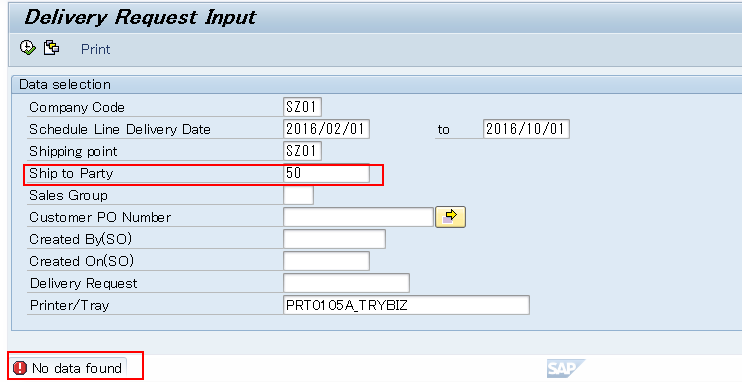 Delivery Request Input
Print
Data selection
Company Code SZ01
Schedule Line Delivery Date 2016/02/01 to 2016/10/01
Shipping point SZ01
Ship to Party 50
Sales Group
Customer PO Number
Created By(SO)
Created On(SO)
Delivery Request
Printer/Tray PRT0105A_TRYBIZ
No data found
SAP